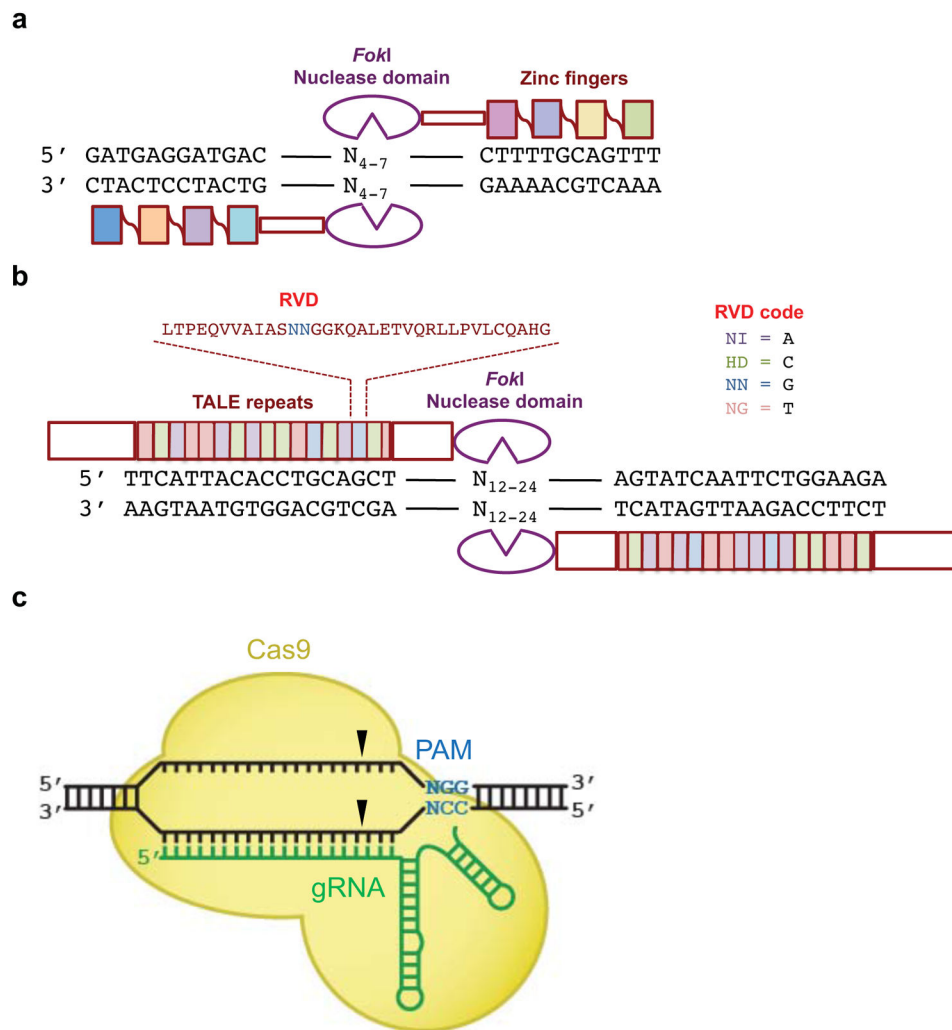 a
FokI
Nuclease domain
Zinc fingers
5′ GATGAGGATGAC — N4-7 — CTTTTGCAGTTT
3′ CTACTCCTACTG — N4-7 — GAAAACGTCAAA
b
RVD
LTPEQVVAIASNNGGKQALETVQRLLPVLCQAHG
RVD code
NI = A
HD = C
NN = G
NG = T
FokI
Nuclease domain
TALE repeats
5′ TTCATTACACCTGCAGCT — N12-24 — AGTATCAATTCTGGAAGA
3′ AAGTAATGTGGACGTCGA — N12-24 — TCATAGTTAAGACCTTCT
c
Cas9
PAM
5′ NGG 3′
3′ NCC 5′
5′
gRNA